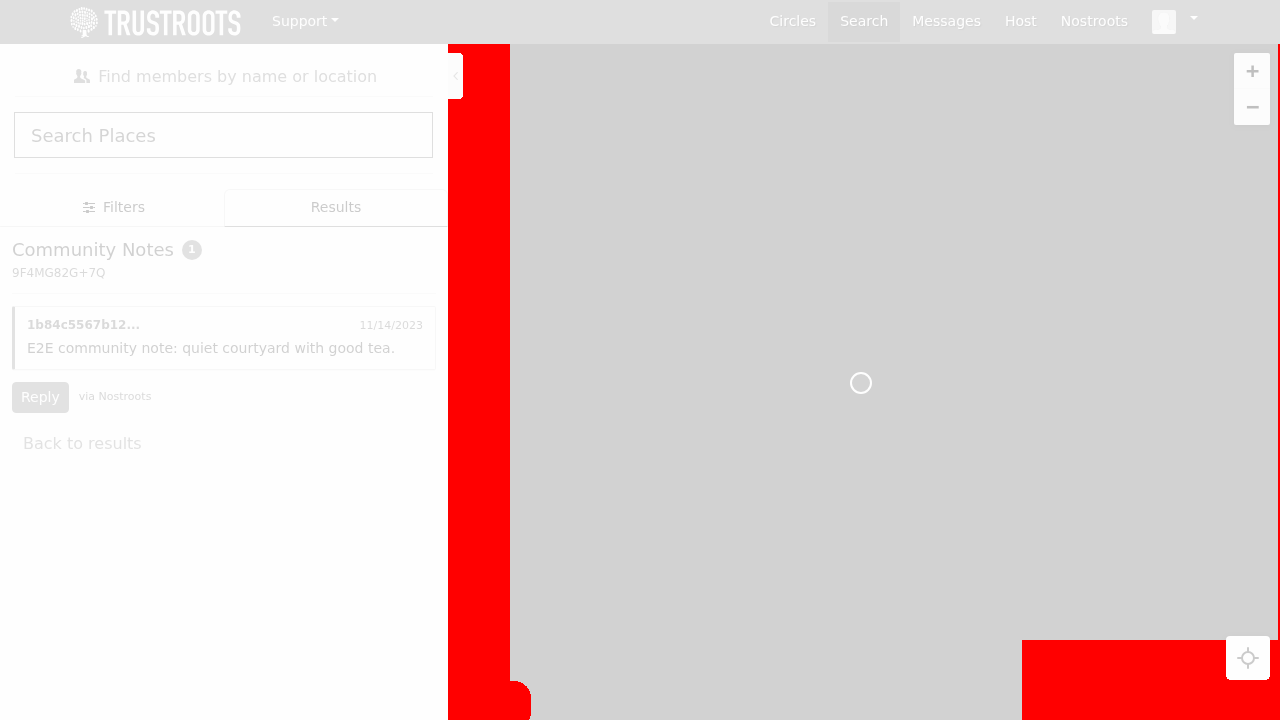 TRUSTROOTS
Support
Circles
Search
Messages
Host
Nostroots
Find members by name or location
Search Places
Filters
Results
Community Notes 1
9F4MG82G+7Q
1b84c5567b12...
11/14/2023
E2E community note: quiet courtyard with good tea.
Reply
via Nostroots
Back to results
+
−